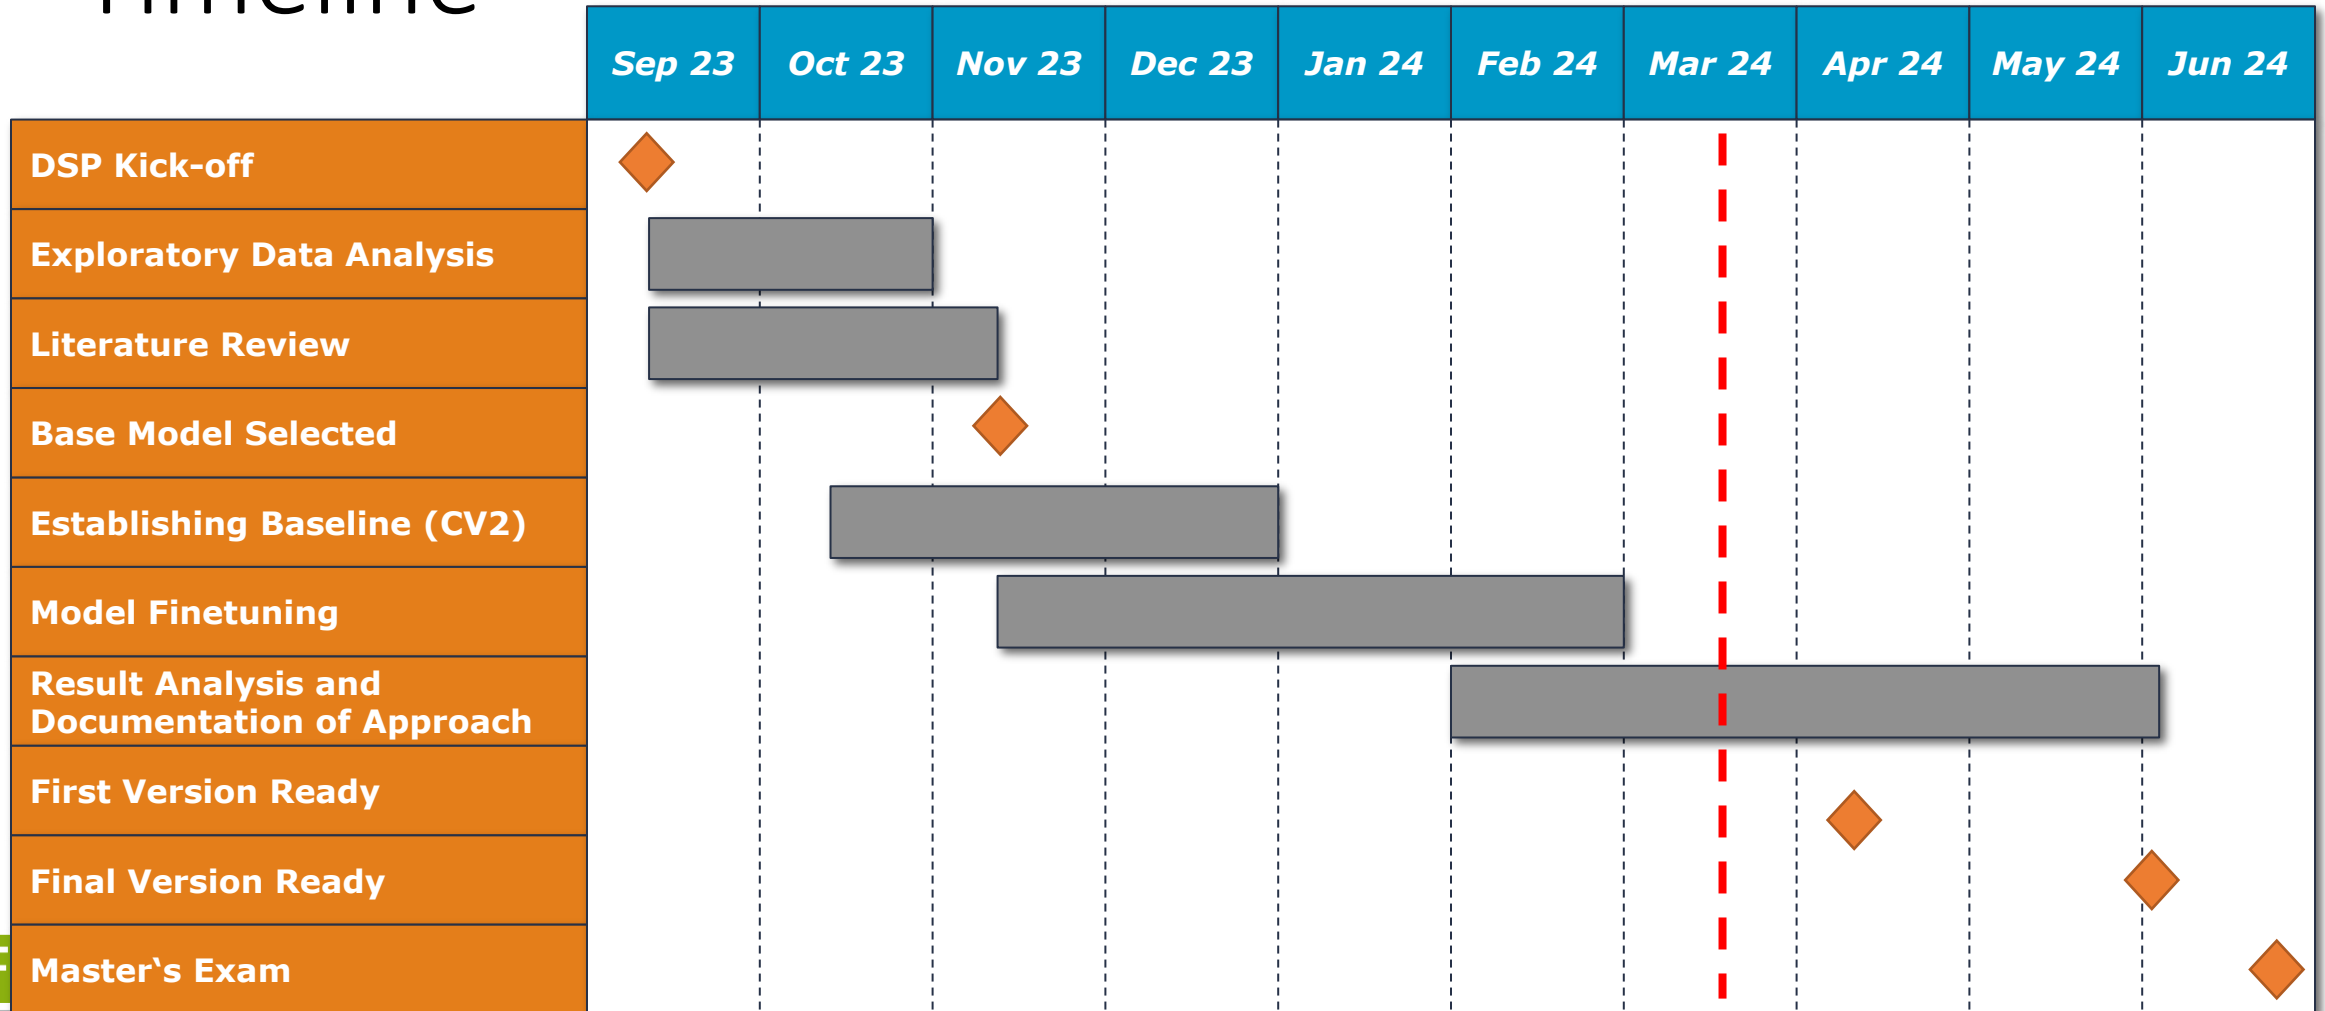 Timeline
Sep 23 Oct 23 Nov 23 Dec 23 Jan 24 Feb 24 Mar 24 Apr 24 May 24 Jun 24
DSP Kick-off
Exploratory Data Analysis
Literature Review
Base Model Selected
Establishing Baseline (CV2)
Model Finetuning
Result Analysis and
Documentation of Approach
First Version Ready
Final Version Ready
Master‘s Exam